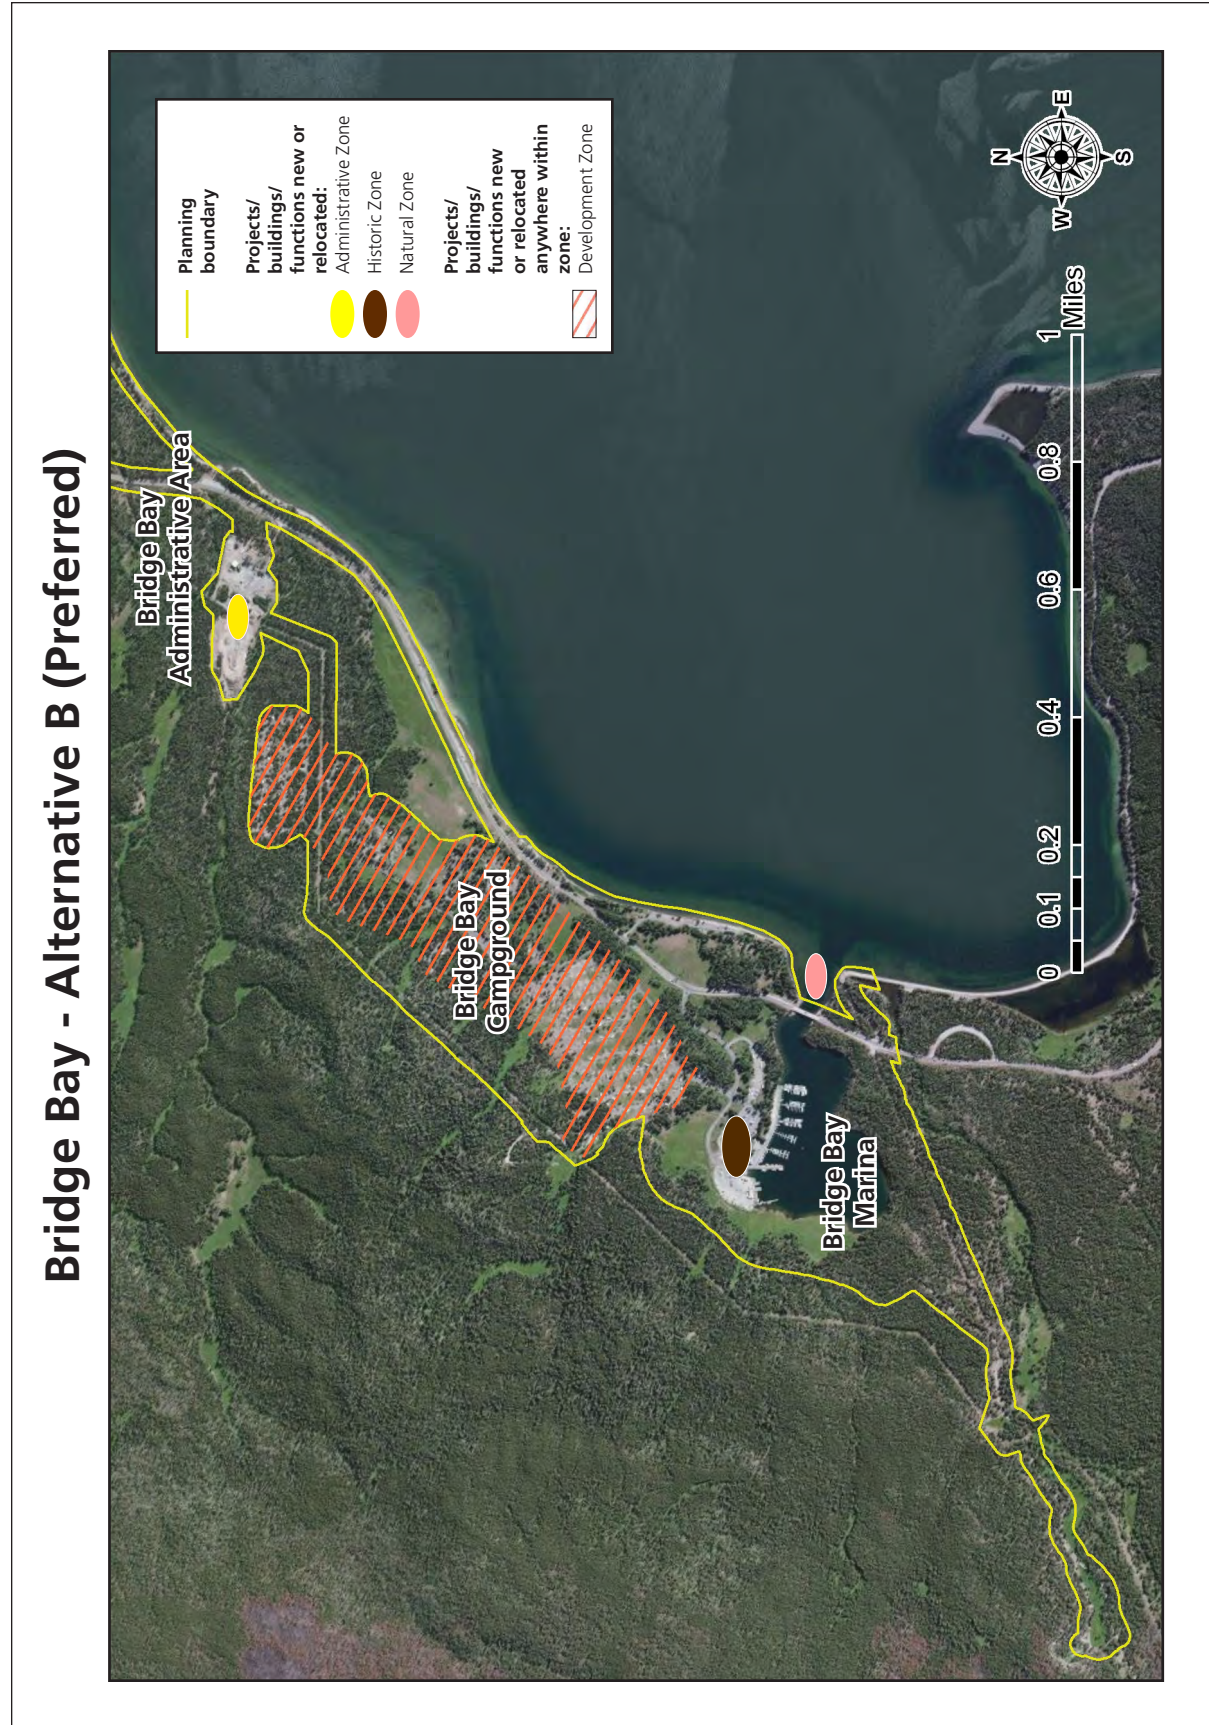 Bridge Bay - Alternative B (Preferred)
Planning
boundary
Projects/
buildings/
functions new or
relocated:
Administrative Zone
Historic Zone
Natural Zone
Projects/
buildings/
functions new
or relocated
anywhere within
zone:
Development Zone
Bridge Bay
Administrative Area
Bridge Bay
Campground
Bridge Bay
Marina
N
W E
S
0 0.1 0.2 0.4 0.6 0.8 1
Miles